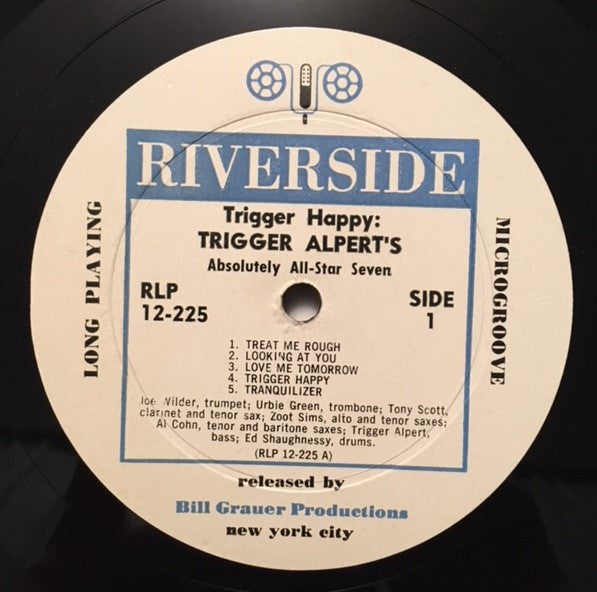 RIVERSIDE
Trigger Happy:
TRIGGER ALPERT'S
Absolutely All-Star Seven
RLP
12-225
SIDE
1
LONG PLAYING
MICROGROOVE
1. TREAT ME ROUGH
2. LOOKING AT YOU
3. LOVE ME TOMORROW
4. TRIGGER HAPPY
5. TRANQUILIZER
Joe Wilder, trumpet; Urbie Green, trombone; Tony Scott,
clarinet and tenor sax; Zoot Sims, alto and tenor saxes;
Al Cohn, tenor and baritone saxes; Trigger Alpert,
bass; Ed Shaughnessy, drums.
(RLP 12-225 A)
released by
Bill Grauer Productions
new york city